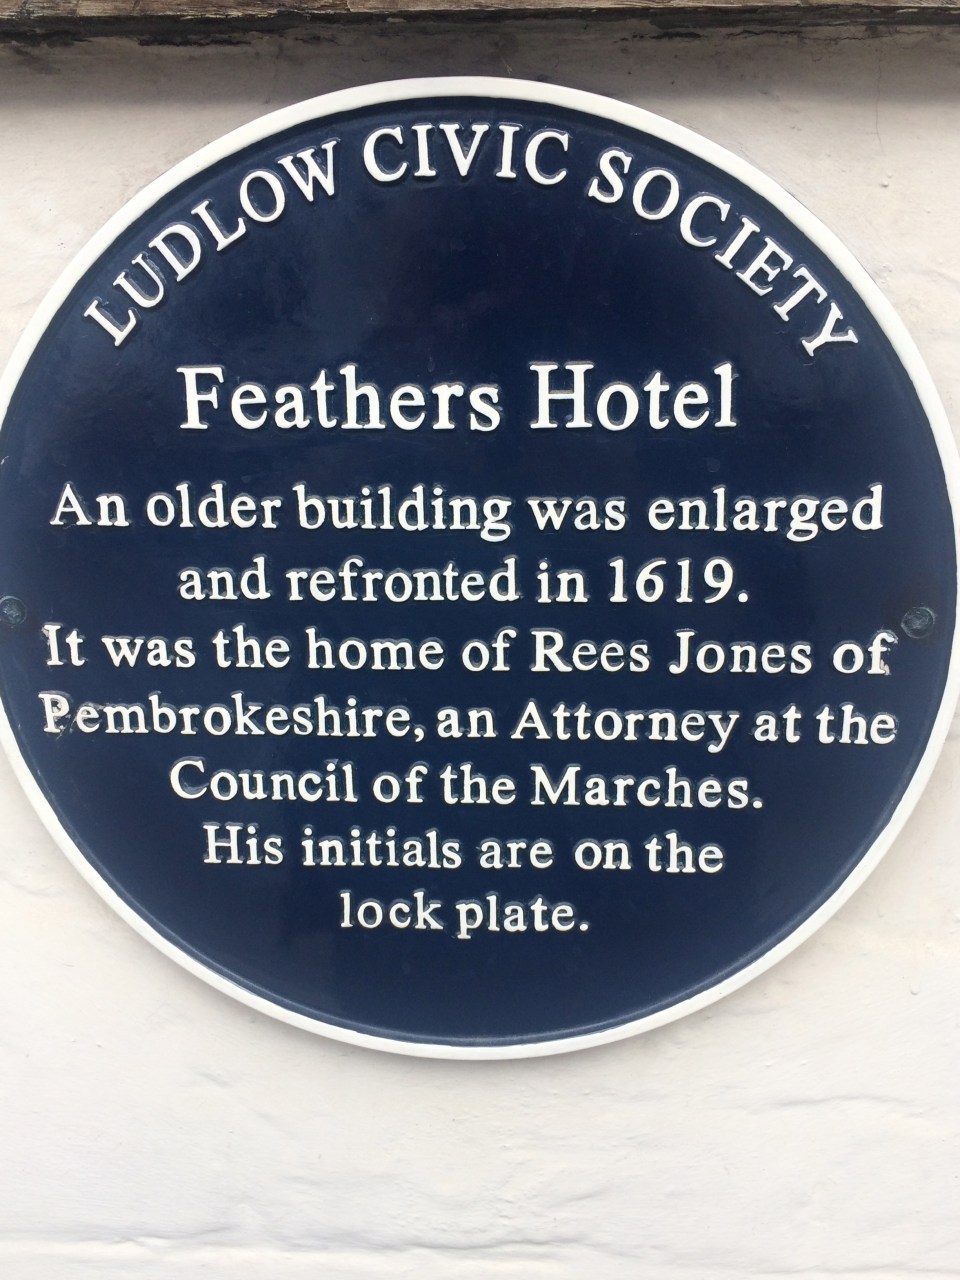 LUDLOW CIVIC SOCIETY
Feathers Hotel
An older building was enlarged
and refronted in 1619.
It was the home of Rees Jones of
Pembrokeshire, an Attorney at the
Council of the Marches.
His initials are on the
lock plate.